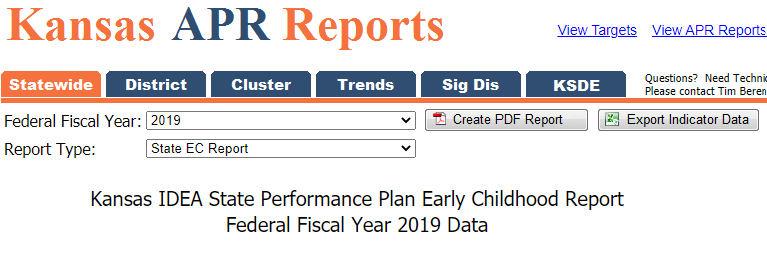 Kansas APR Reports
View Targets View APR Reports
Statewide District Cluster Trends Sig Dis KSDE
Questions? Need Technic
Please contact Tim Beren
Federal Fiscal Year: 2019 Create PDF Report Export Indicator Data
Report Type: State EC Report
Kansas IDEA State Performance Plan Early Childhood Report
Federal Fiscal Year 2019 Data